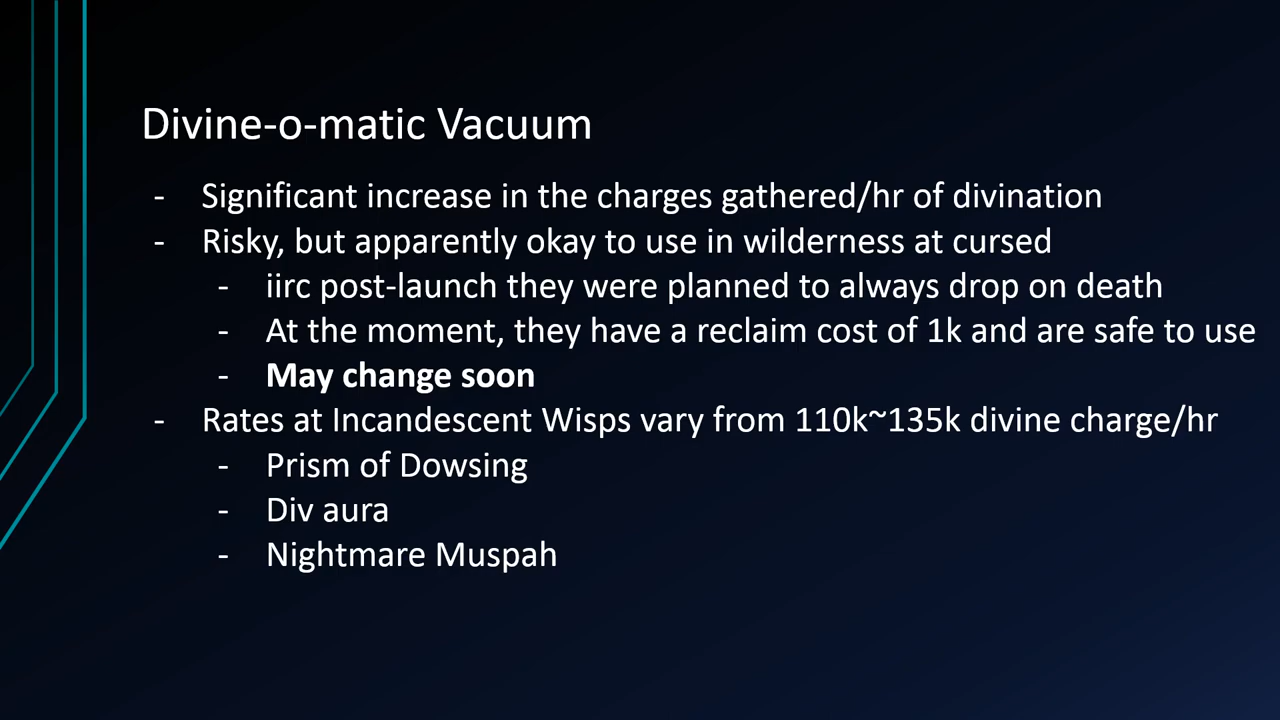 Divine-o-matic Vacuum
- Significant increase in the charges gathered/hr of divination
- Risky, but apparently okay to use in wilderness at cursed
- iirc post-launch they were planned to always drop on death
- At the moment, they have a reclaim cost of 1k and are safe to use
- May change soon
- Rates at Incandescent Wisps vary from 110k~135k divine charge/hr
- Prism of Dowsing
- Div aura
- Nightmare Muspah